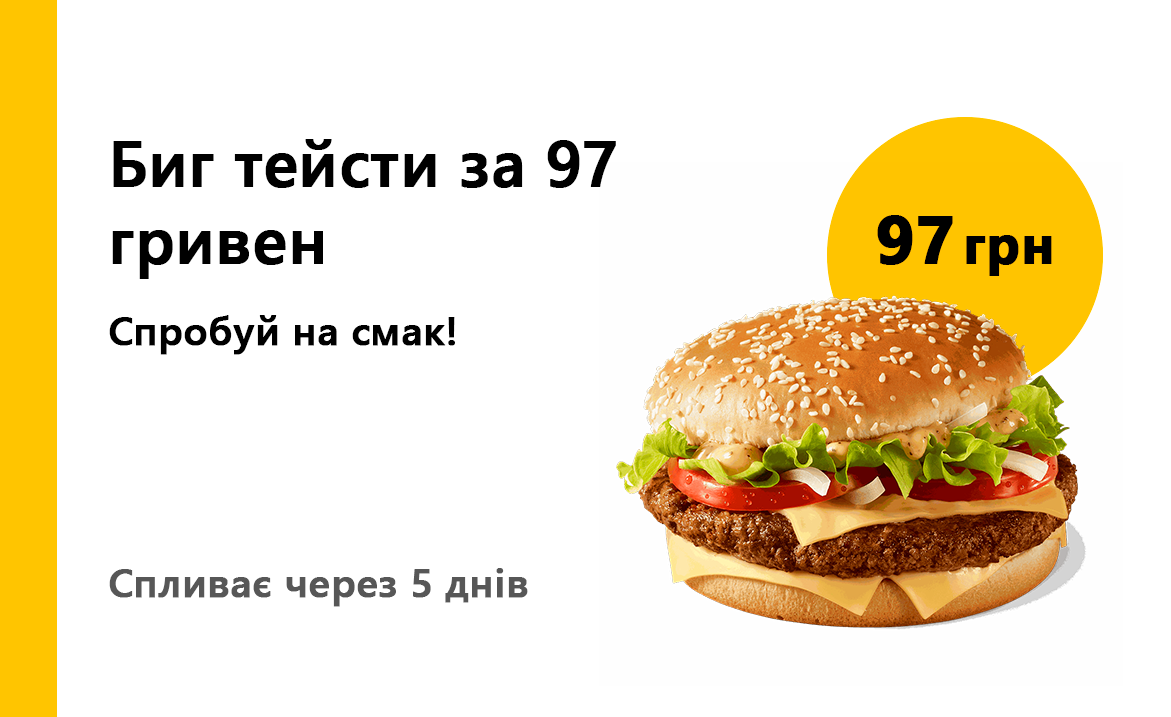 Биг тейсти за 97
гривен
97 грн
Спробуй на смак!
Спливає через 5 днів